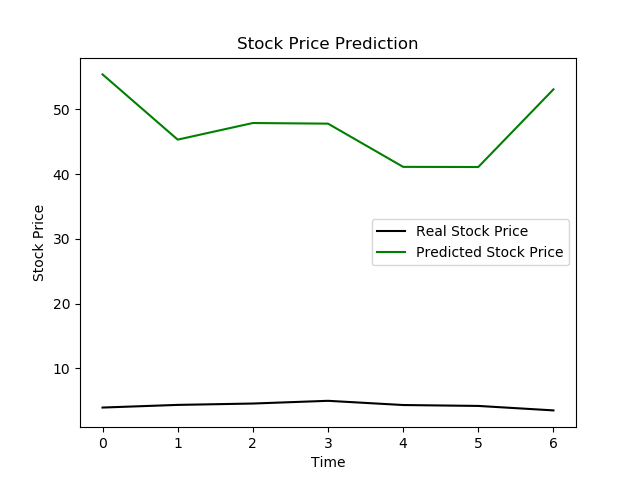 Stock Price Prediction
Stock Price
50
40
30
20
10
Real Stock Price
Predicted Stock Price
0 1 2 3 4 5 6
Time